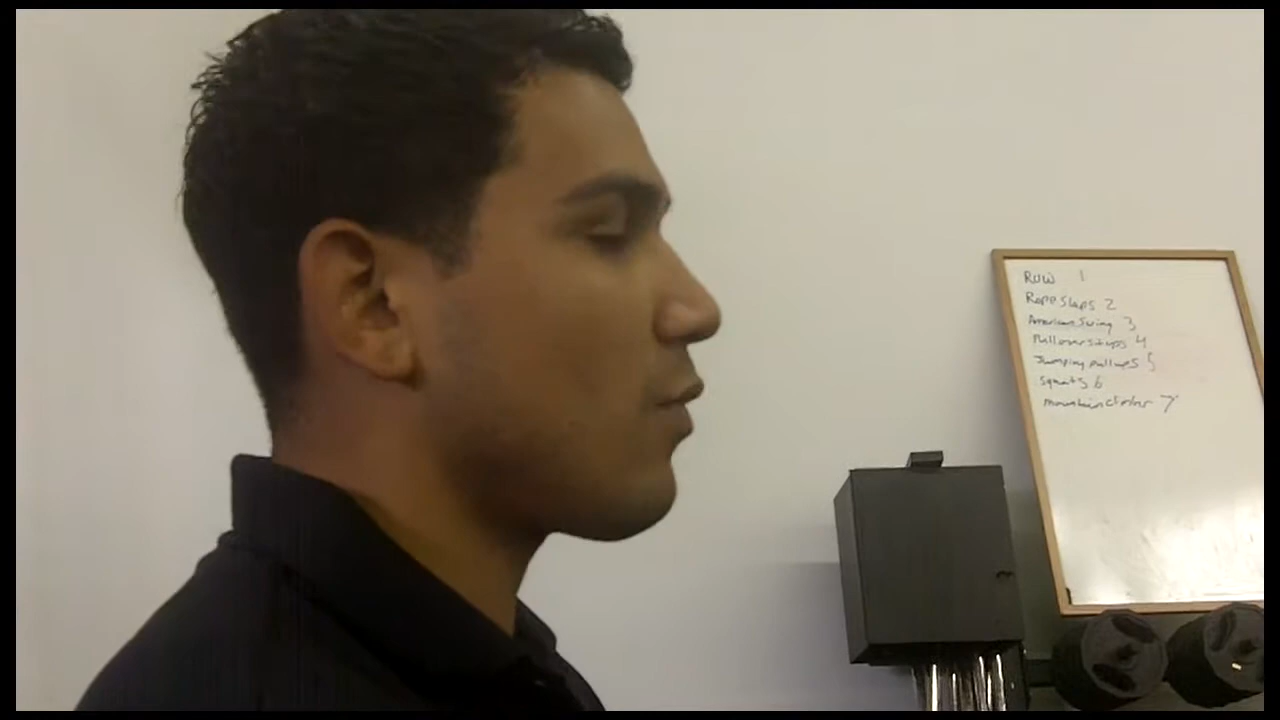 Row 1
Rope Slaps 2
American Swing 3
Pullover situps 4
Jumping pullups 5
squats 6
mountain climber 7